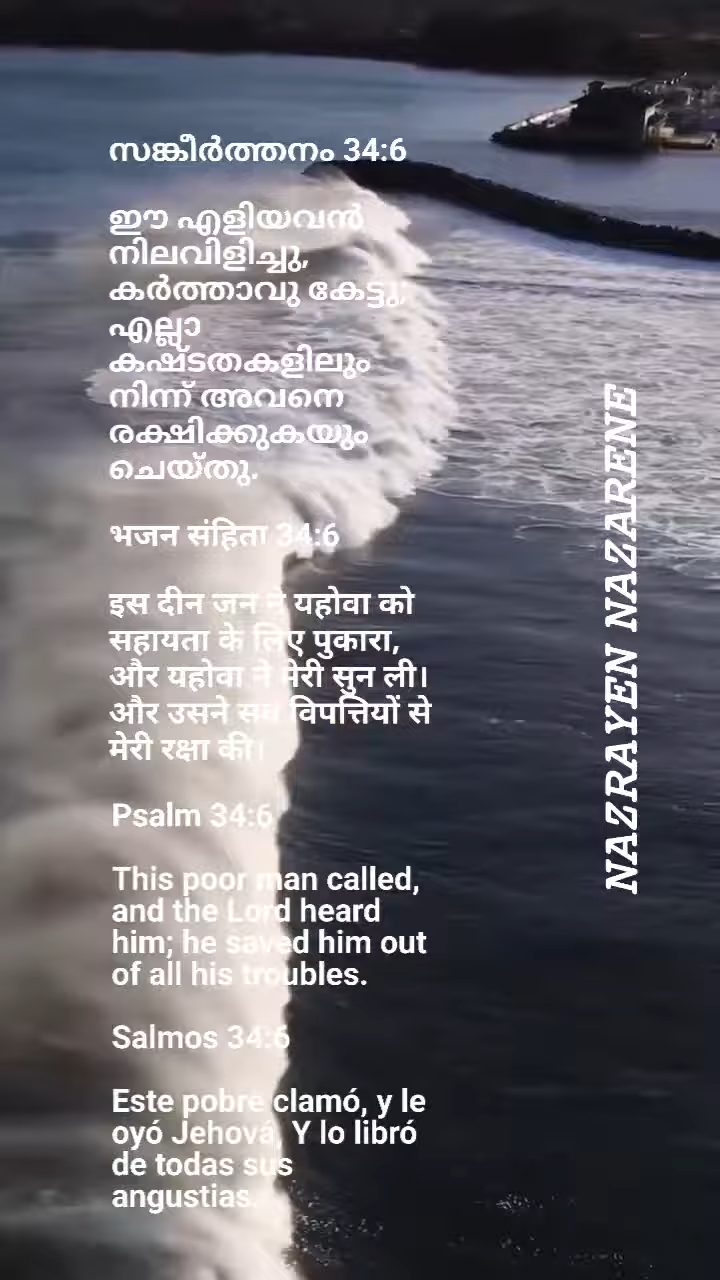 സങ്കീർത്തനം 34:6
ഈ എളിയവൻ
നിലവിളിച്ചു,
കർത്താവു കേട്ടു;
എല്ലാ
കഷ്ടതകളിലും
നിന്ന് അവനെ
രക്ഷിക്കുകയും
ചെയ്തു.
भजन संहिता 34:6
इस दीन जन ने यहोवा को
सहायता के लिए पुकारा,
और यहोवा ने मेरी सुन ली।
और उसने सब विपत्तियों से
मेरी रक्षा की।
Psalm 34:6
This poor man called,
and the Lord heard
him; he saved him out
of all his troubles.
Salmos 34:6
Este pobre clamó, y le
oyó Jehová, Y lo libró
de todas sus
angustias.
NAZRAYEN NAZARENE